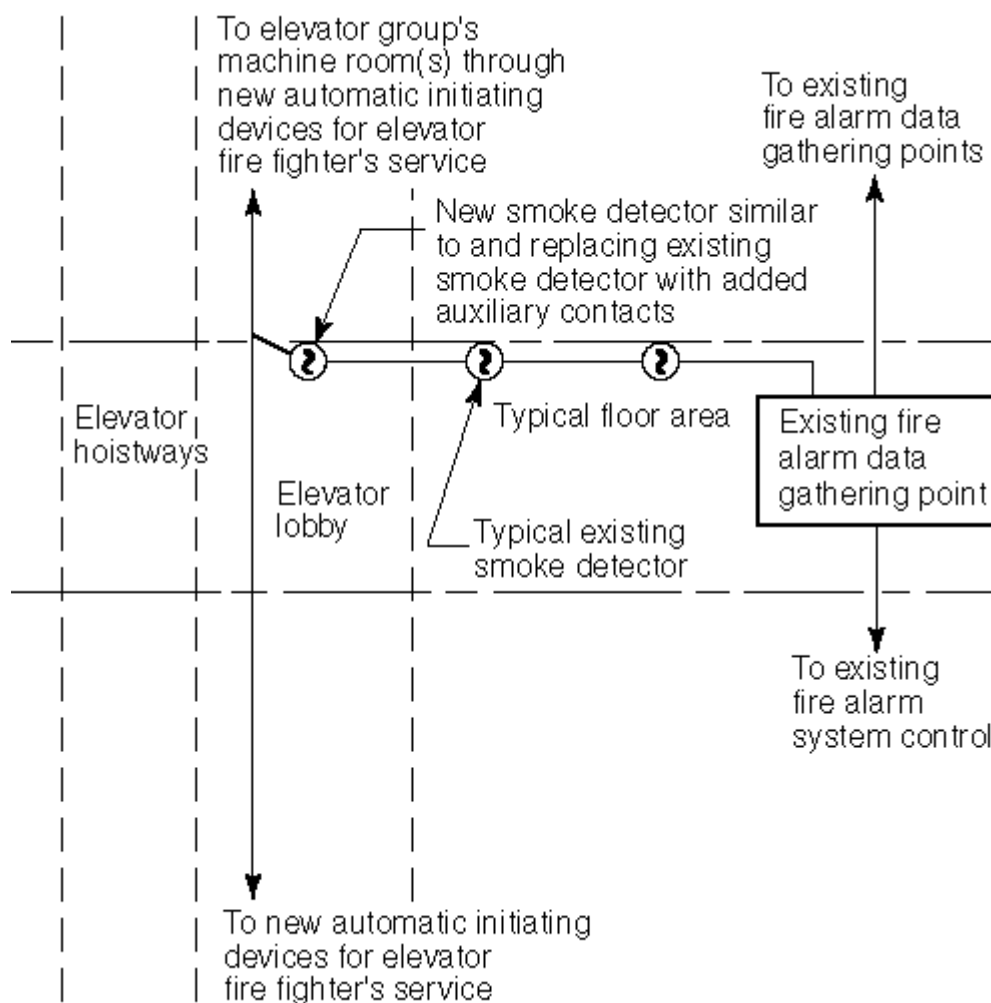 To elevator group's
machine room(s) through
new automatic initiating
devices for elevator
fire fighter's service
To existing
fire alarm data
gathering points
New smoke detector similar
to and replacing existing
smoke detector with added
auxiliary contacts
Elevator
hoistways
Elevator
lobby
Typical floor area
Existing fire
alarm data
gathering point
Typical existing
smoke detector
To existing
fire alarm
system control
To new automatic initiating
devices for elevator
fire fighter's service